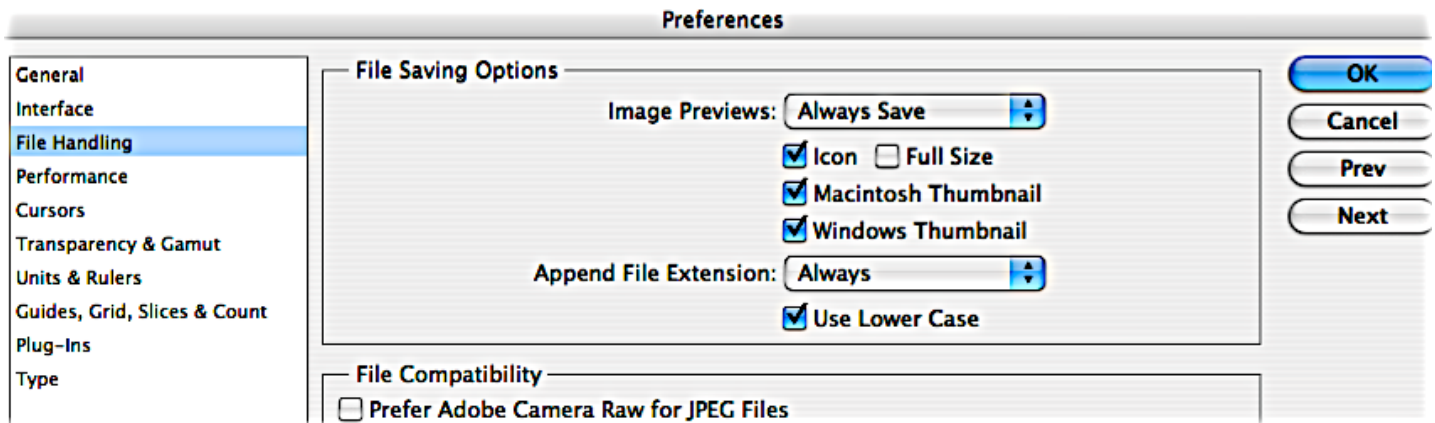 Preferences
General
Interface
File Handling
Performance
Cursors
Transparency & Gamut
Units & Rulers
Guides, Grid, Slices & Count
Plug-Ins
Type
File Saving Options
Image Previews: Always Save
Icon Full Size
Macintosh Thumbnail
Windows Thumbnail
Append File Extension: Always
Use Lower Case
File Compatibility
Prefer Adobe Camera Raw for JPEG Files
OK
Cancel
Prev
Next